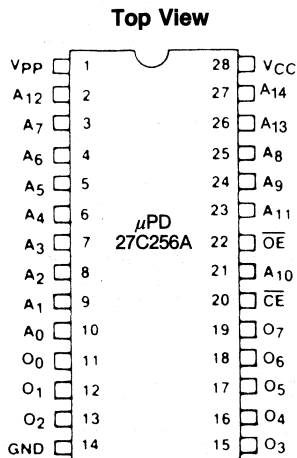 Top View
VPP 1 28 VCC
A12 2 27 A14
A7 3 26 A13
A6 4 25 A8
A5 5 24 A9
A4 6 23 A11
μPD
27C256A
A3 7 22 O̅E̅
A2 8 21 A10
A1 9 20 C̅E̅
A0 10 19 O7
O0 11 18 O6
O1 12 17 O5
O2 13 16 O4
GND 14 15 O3